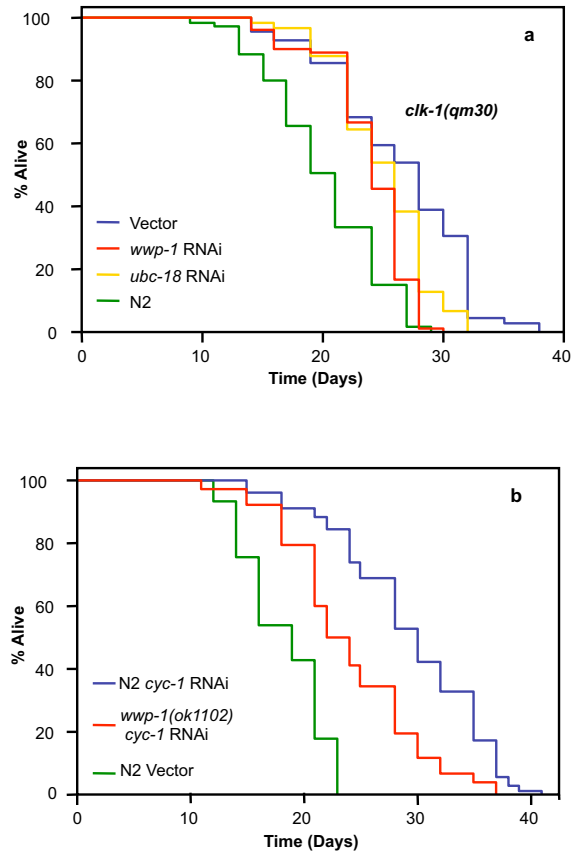 a
100
80
60
40
20
0
% Alive
clk-1(qm30)
Vector
wwp-1 RNAi
ubc-18 RNAi
N2
0 10 20 30 40
Time (Days)
b
100
80
60
40
20
0
% Alive
N2 cyc-1 RNAi
wwp-1(ok1102)
cyc-1 RNAi
N2 Vector
0 10 20 30 40
Time (Days)